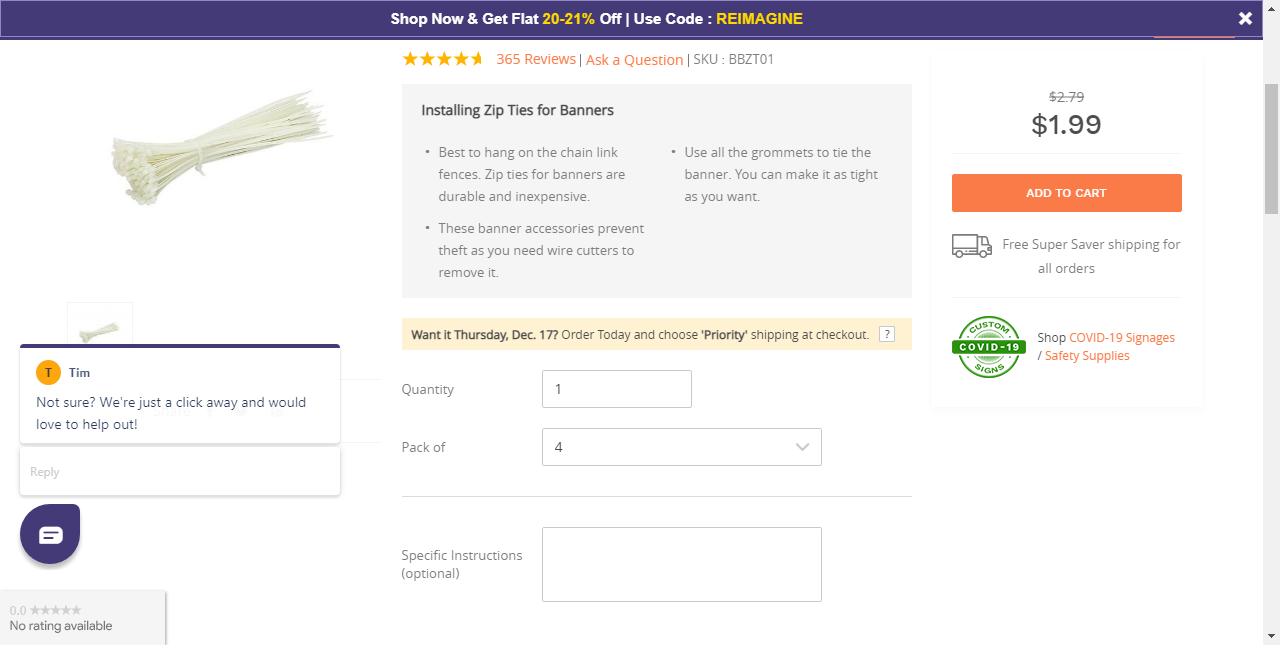 Shop Now & Get Flat 20-21% Off | Use Code : REIMAGINE
365 Reviews | Ask a Question | SKU : BBZT01
Installing Zip Ties for Banners
• Best to hang on the chain link
fences. Zip ties for banners are
durable and inexpensive.
• These banner accessories prevent
theft as you need wire cutters to
remove it.
• Use all the grommets to tie the
banner. You can make it as tight
as you want.
Want it Thursday, Dec. 17? Order Today and choose 'Priority' shipping at checkout. ?
Quantity 1
Pack of 4
Specific Instructions
(optional)
$2.79
$1.99
ADD TO CART
Free Super Saver shipping for
all orders
CUSTOM
COVID-19
SIGNS
Shop COVID-19 Signages
/ Safety Supplies
T Tim
Not sure? We're just a click away and would
love to help out!
Reply
0.0
No rating available